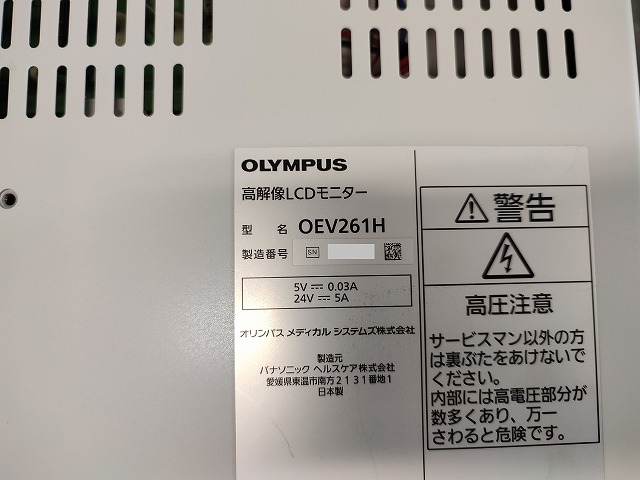 OLYMPUS
高解像LCDモニター
型 名 OEV261H
製造番号 SN
5V ⎓ 0.03A
24V ⎓ 5A
オリンパス メディカル システムズ株式会社
製造元
パナソニック ヘルスケア株式会社
愛媛県東温市南方2131番地1
日本製
警告
高圧注意
サービスマン以外の方
は裏ぶたをあけないで
ください。
内部には高電圧部分が
数多くあり、万一
さわると危険です。